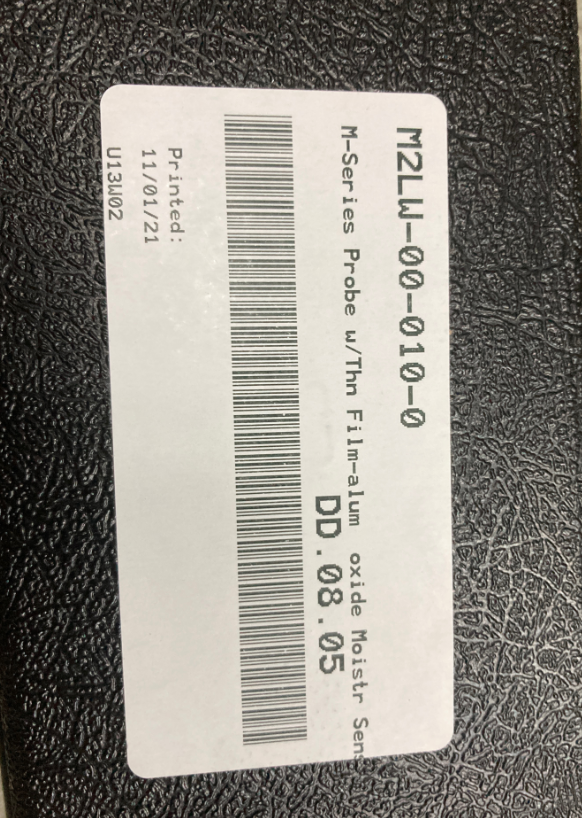 M2LW-00-010-0
M-Series Probe w/Thn Film-alum oxide Moistr Sens
DD.08.05
Printed:
11/01/21
U13W02